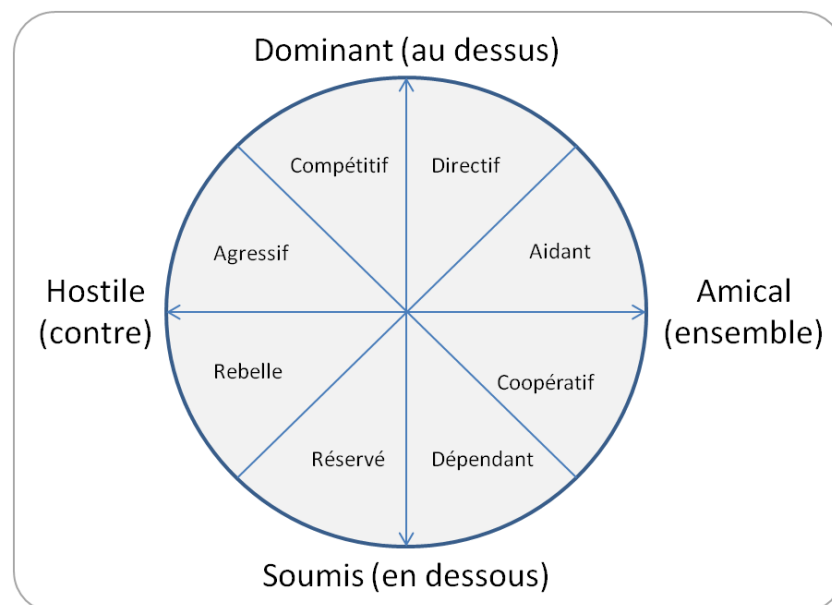 Dominant (au dessus)
Compétitif
Directif
Agressif
Aidant
Hostile
(contre)
Amical
(ensemble)
Rebelle
Coopératif
Réservé
Dépendant
Soumis (en dessous)